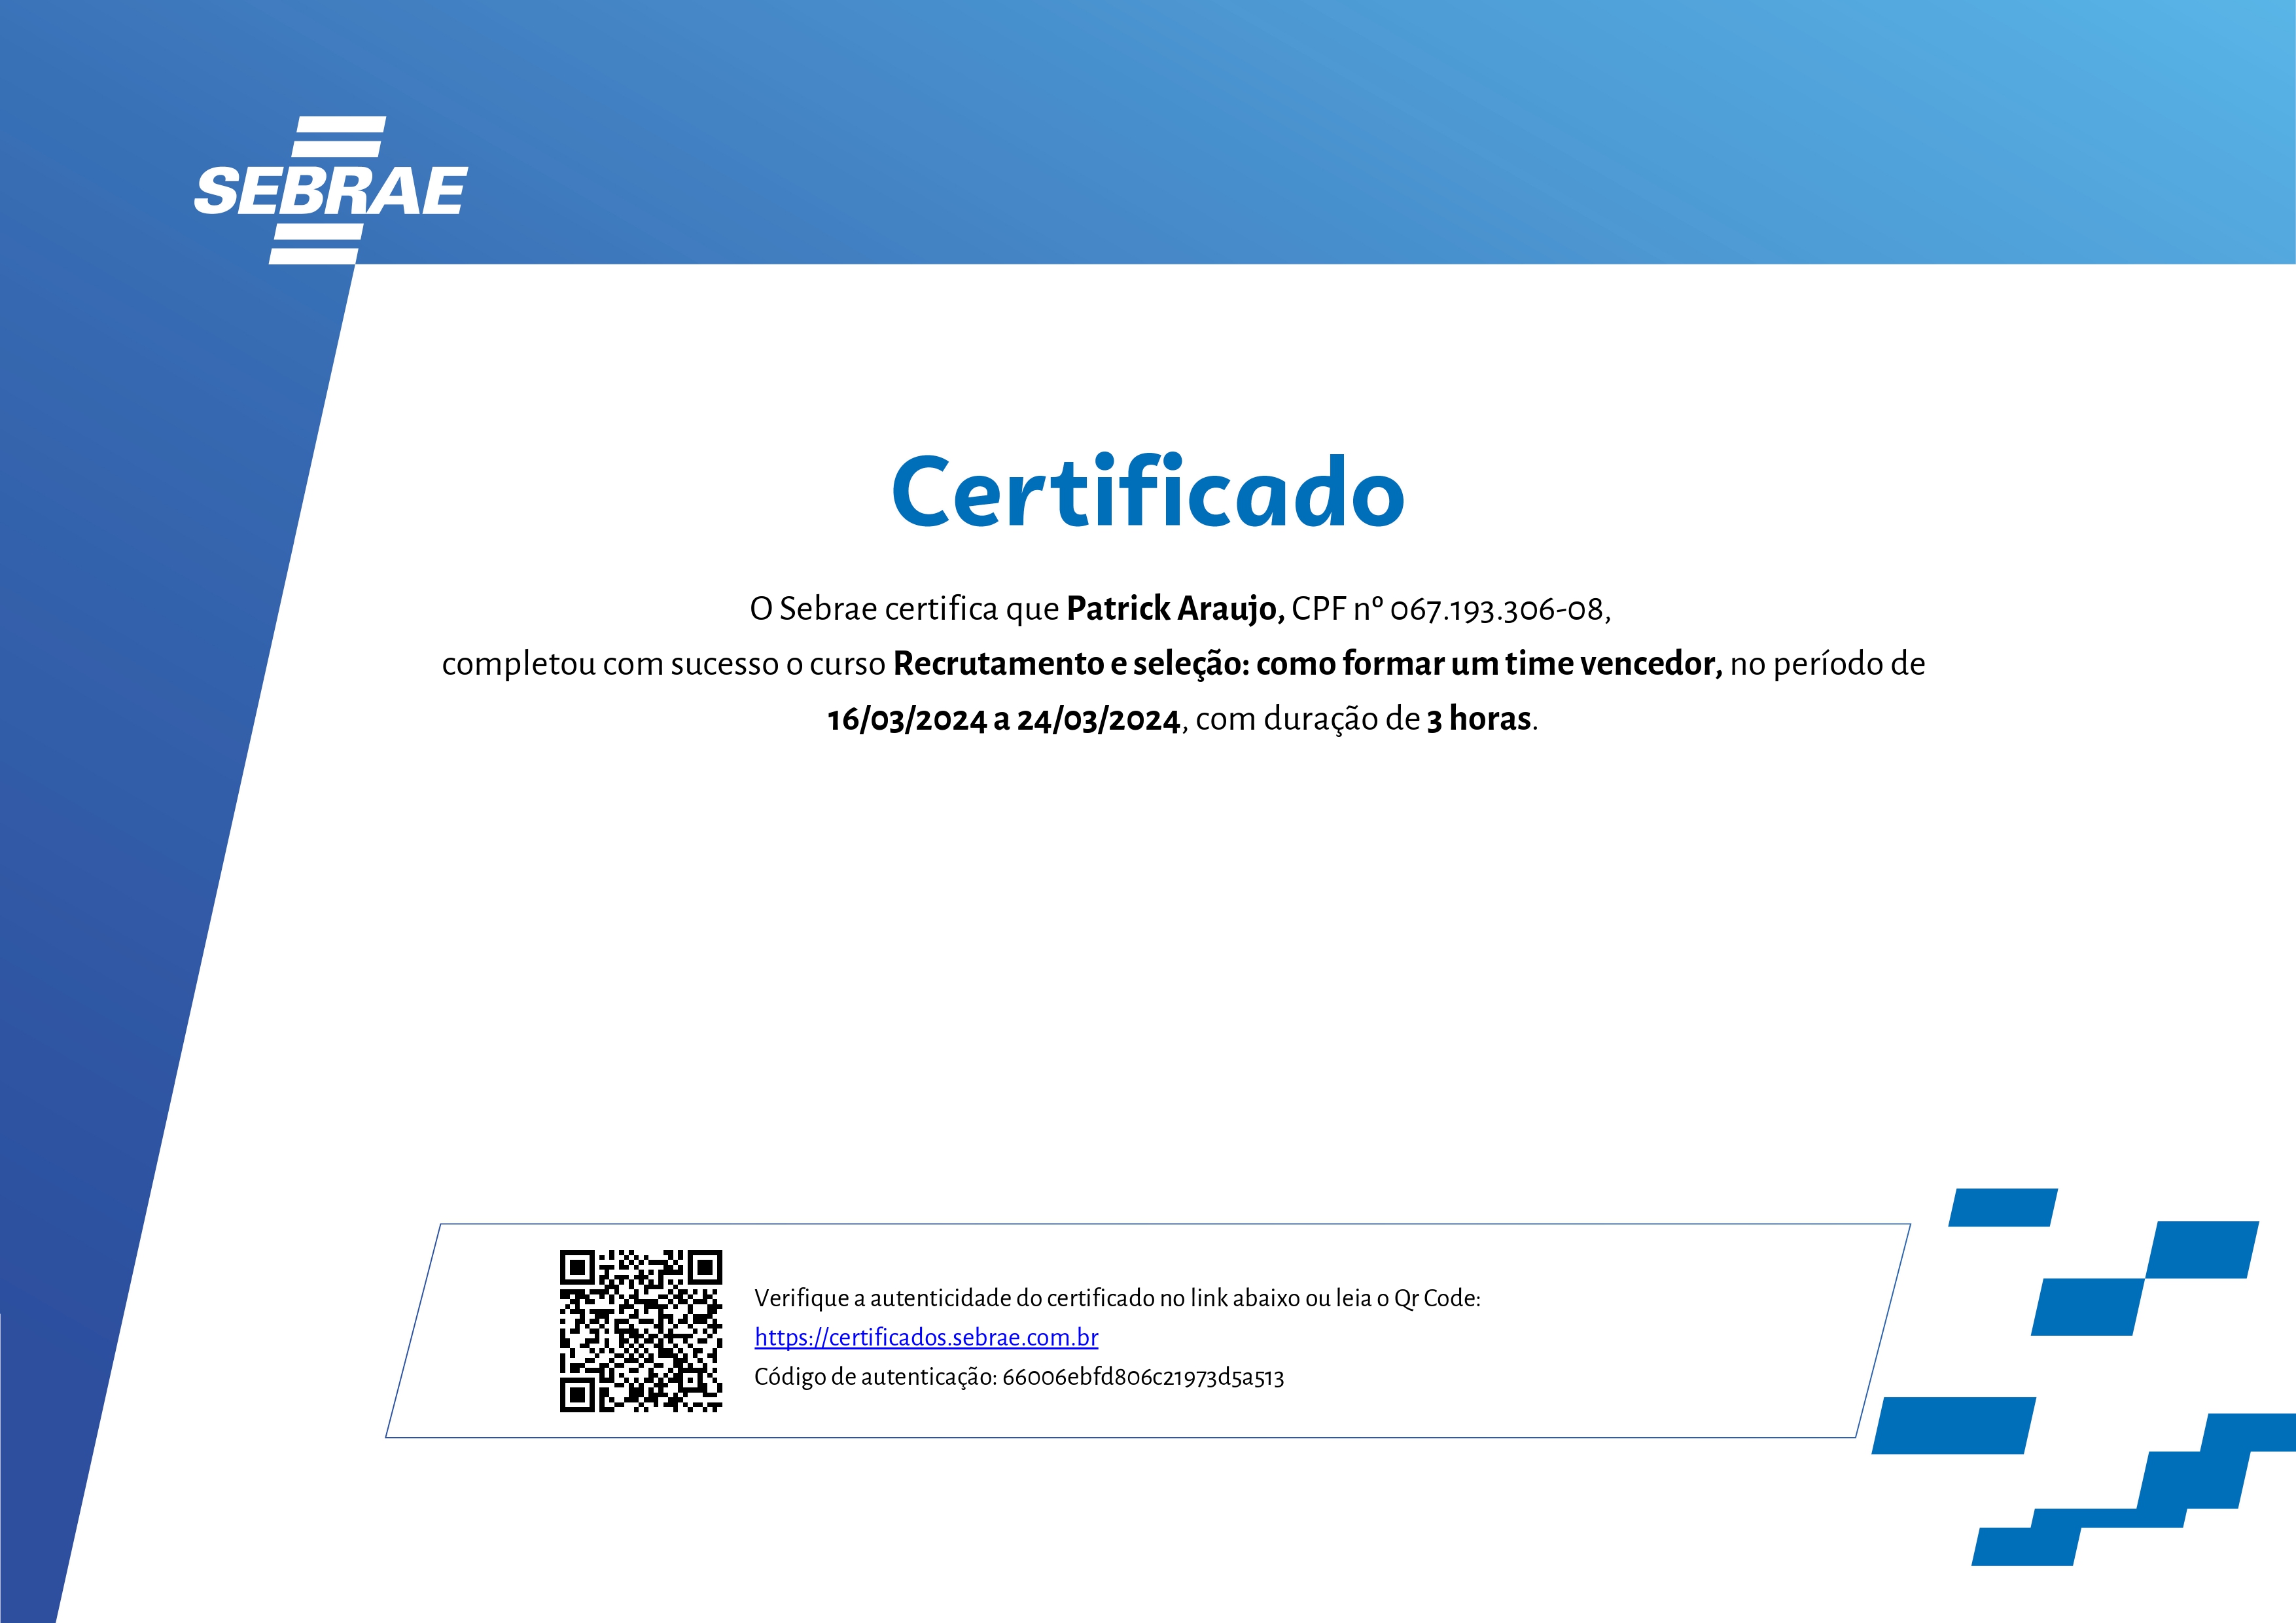 SEBRAE
Certificado
O Sebrae certifica que Patrick Araujo, CPF nº 067.193.306-08,
completou com sucesso o curso Recrutamento e seleção: como formar um time vencedor, no período de
16/03/2024 a 24/03/2024, com duração de 3 horas.
Verifique a autenticidade do certificado no link abaixo ou leia o Qr Code:
https://certificados.sebrae.com.br
Código de autenticação: 66006ebfd806c21973d5a513